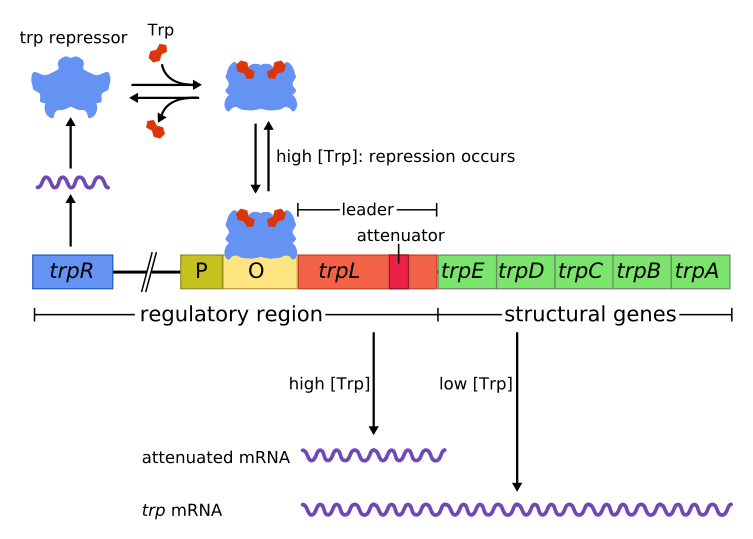 Trp
trp repressor
high [Trp]: repression occurs
leader
attenuator
trpR
P
O
trpL
trpE
trpD
trpC
trpB
trpA
regulatory region
structural genes
high [Trp]
low [Trp]
attenuated mRNA
trp mRNA